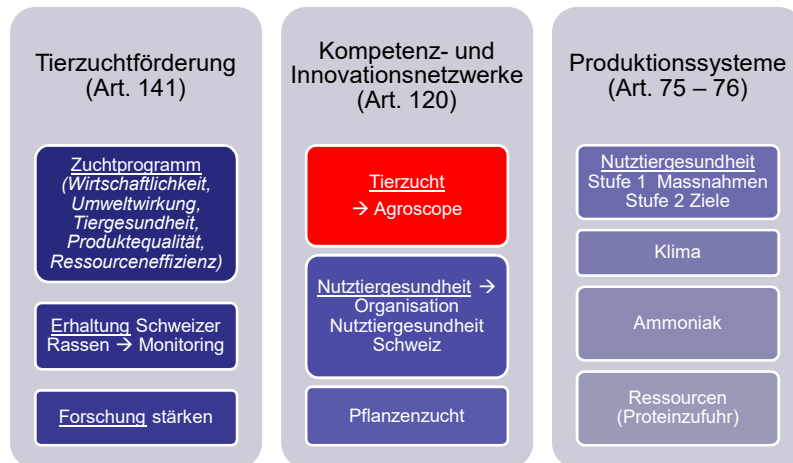 Tierzuchtförderung
(Art. 141)
Zuchtprogramm
(Wirtschaftlichkeit,
Umweltwirkung,
Tiergesundheit,
Produktequalität,
Ressourceneffizienz)
Erhaltung Schweizer
Rassen → Monitoring
Forschung stärken
Kompetenz- und
Innovationsnetzwerke
(Art. 120)
Tierzucht
→ Agroscope
Nutztiergesundheit →
Organisation
Nutztiergesundheit
Schweiz
Pflanzenzucht
Produktionssysteme
(Art. 75 – 76)
Nutztiergesundheit
Stufe 1 Massnahmen
Stufe 2 Ziele
Klima
Ammoniak
Ressourcen
(Proteinzufuhr)